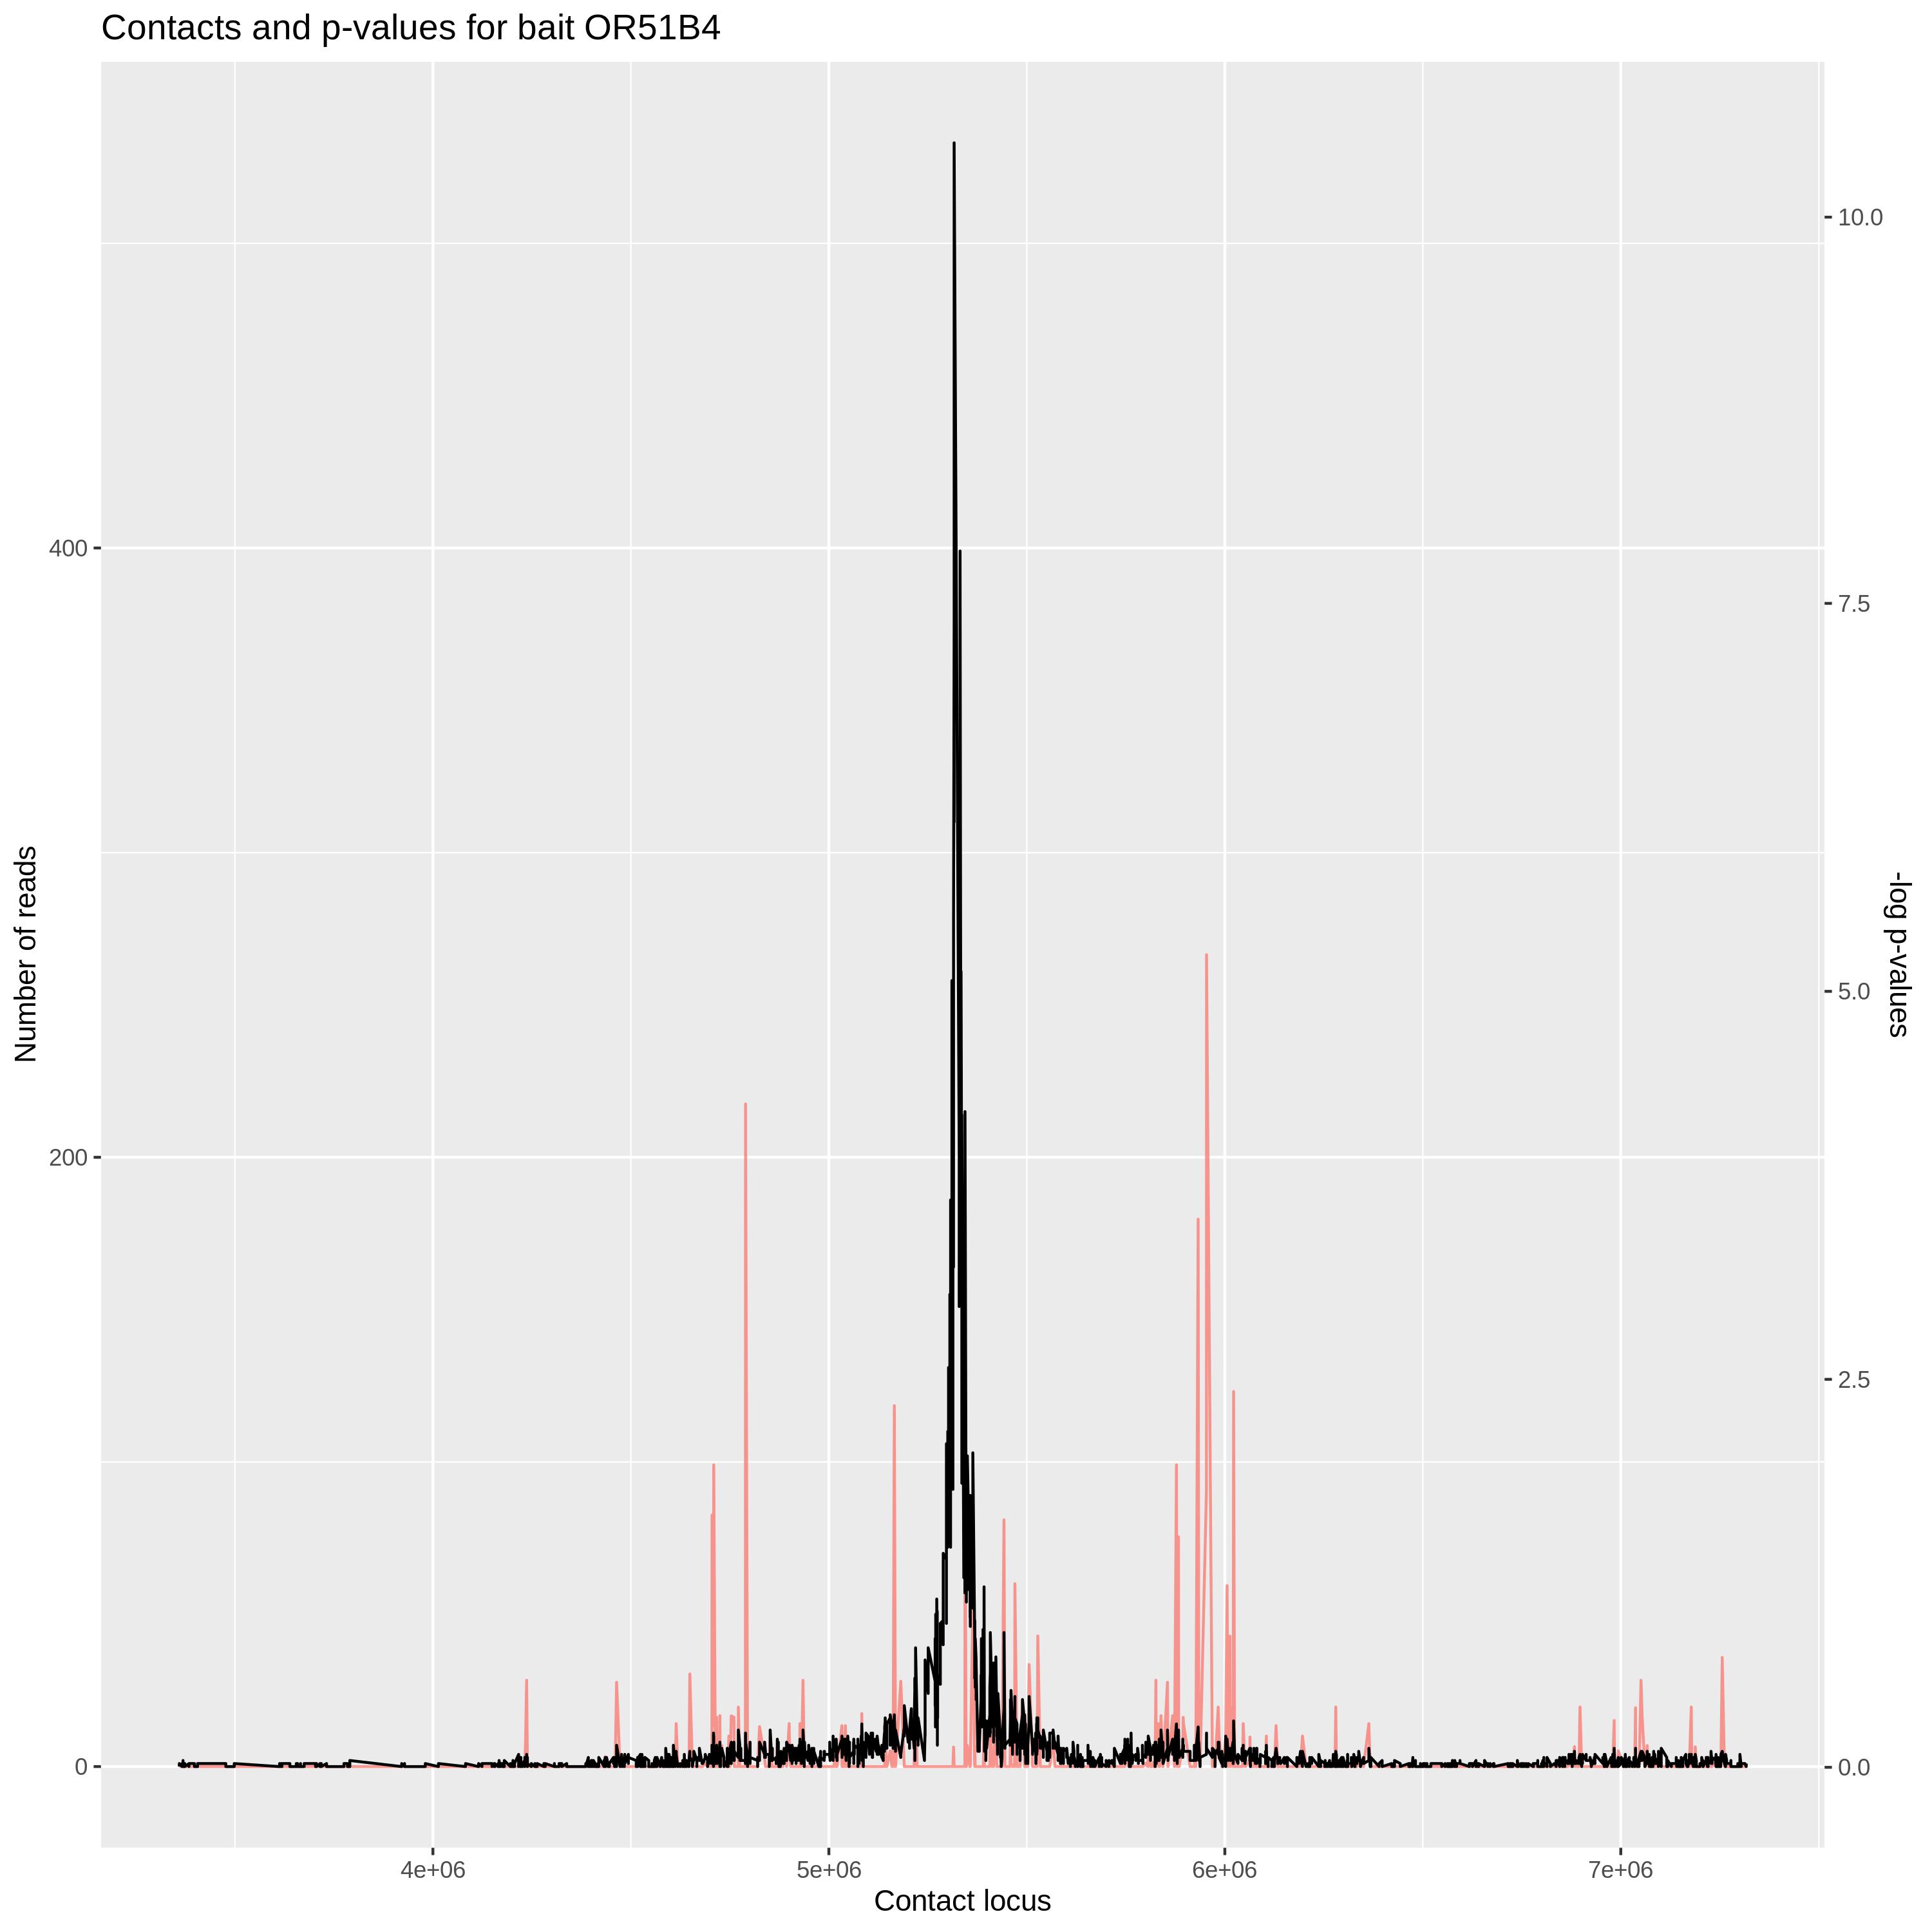 Contacts and p-values for bait OR51B4
10.0
400
7.5
Number of reads
-log p-values
5.0
200
2.5
0
0.0
4e+06
5e+06
6e+06
7e+06
Contact locus